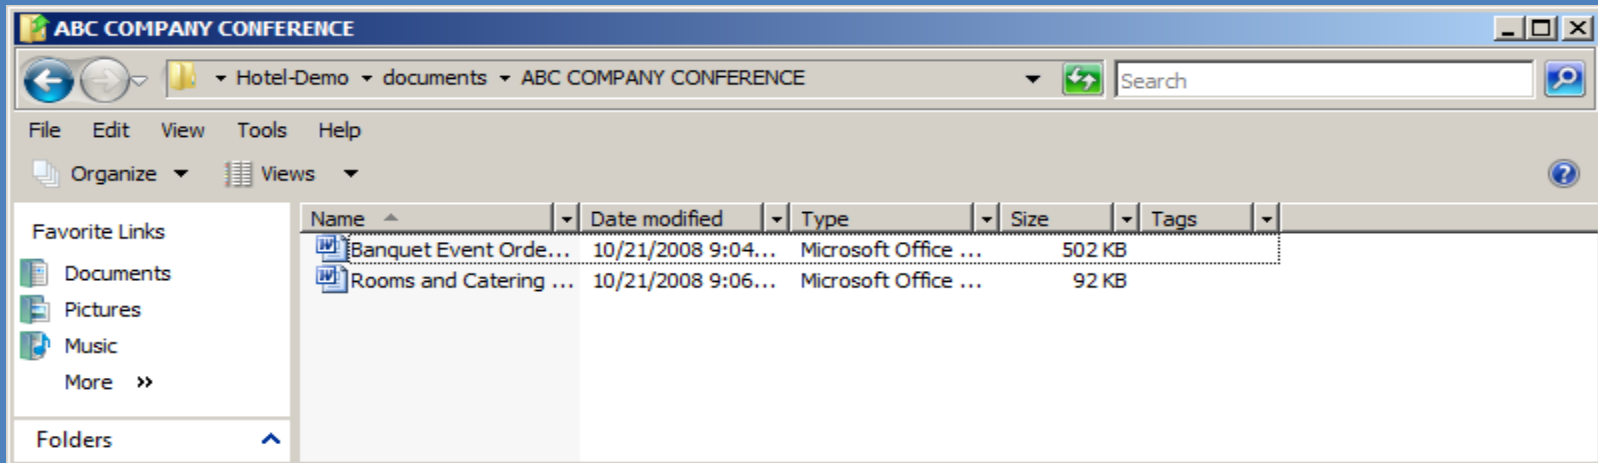 ABC COMPANY CONFERENCE
Hotel-Demo documents ABC COMPANY CONFERENCE Search
File Edit View Tools Help
Organize Views
Favorite Links
Documents
Pictures
Music
More »
Folders
Name Date modified Type Size Tags
Banquet Event Orde... 10/21/2008 9:04... Microsoft Office ... 502 KB
Rooms and Catering ... 10/21/2008 9:06... Microsoft Office ... 92 KB